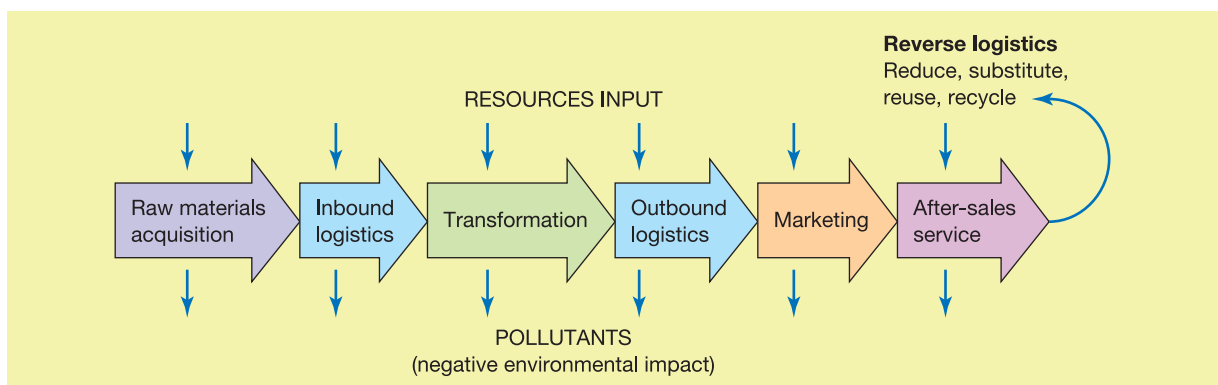 Reverse logistics
Reduce, substitute,
reuse, recycle
RESOURCES INPUT
Raw materials
acquisition
Inbound
logistics
Transformation
Outbound
logistics
Marketing
After-sales
service
POLLUTANTS
(negative environmental impact)